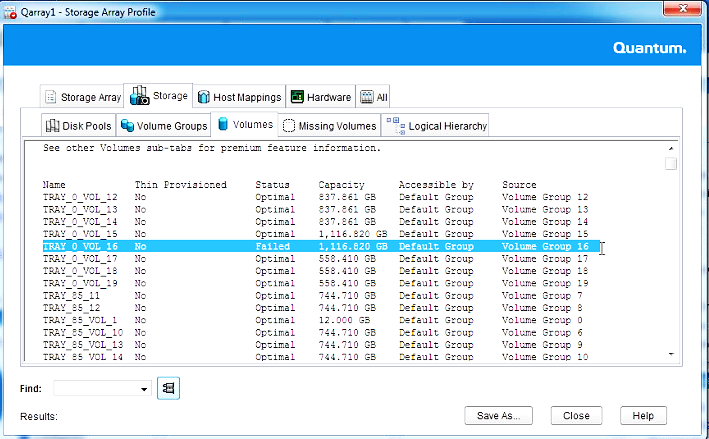 Qarray1 - Storage Array Profile
Quantum.
Storage Array Storage Host Mappings Hardware All
Disk Pools Volume Groups Volumes Missing Volumes Logical Hierarchy
See other Volumes sub-tabs for premium feature information.
Name Thin Provisioned Status Capacity Accessible by Source
TRAY_0_VOL_12 No Optimal 837.861 GB Default Group Volume Group 12
TRAY_0_VOL_13 No Optimal 837.861 GB Default Group Volume Group 13
TRAY_0_VOL_14 No Optimal 837.861 GB Default Group Volume Group 14
TRAY_0_VOL_15 No Optimal 1,116.820 GB Default Group Volume Group 15
TRAY_0_VOL_16 No Failed 1,116.820 GB Default Group Volume Group 16
TRAY_0_VOL_17 No Optimal 558.410 GB Default Group Volume Group 17
TRAY_0_VOL_18 No Optimal 558.410 GB Default Group Volume Group 18
TRAY_0_VOL_19 No Optimal 558.410 GB Default Group Volume Group 19
TRAY_85_11 No Optimal 744.710 GB Default Group Volume Group 7
TRAY_85_12 No Optimal 744.710 GB Default Group Volume Group 8
TRAY_85_VOL_1 No Optimal 12.000 GB Default Group Volume Group 0
TRAY_85_VOL_10 No Optimal 744.710 GB Default Group Volume Group 6
TRAY_85_VOL_13 No Optimal 744.710 GB Default Group Volume Group 9
TRAY_85_VOL_14 No Optimal 744.710 GB Default Group Volume Group 10
Find:
Results:
Save As... Close Help